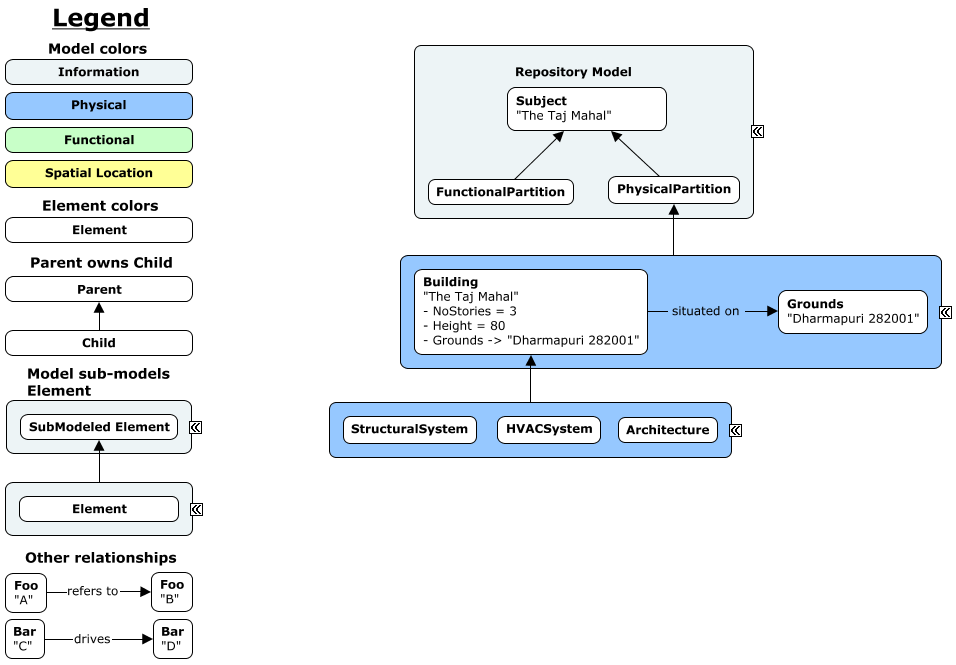 Legend
Model colors
Information
Physical
Functional
Spatial Location
Element colors
Element
Parent owns Child
Parent
Child
Model sub-models
Element
SubModeled Element
Element
Other relationships
Foo
"A"
refers to
Foo
"B"
Bar
"C"
drives
Bar
"D"
Repository Model
Subject
"The Taj Mahal"
FunctionalPartition
PhysicalPartition
Building
"The Taj Mahal"
- NoStories = 3
- Height = 80
- Grounds -> "Dharmapuri 282001"
situated on
Grounds
"Dharmapuri 282001"
StructuralSystem
HVACSystem
Architecture